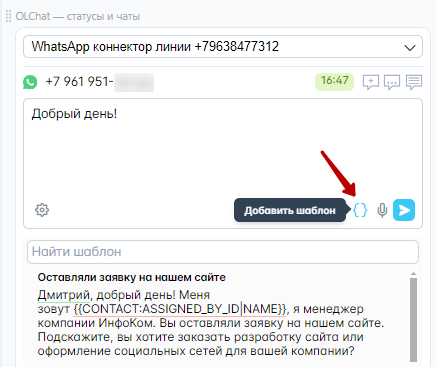 OLChat — статусы и чаты
WhatsApp коннектор линии +79638477312
+7 961 951-
16:47
Добрый день!
Добавить шаблон
{}
Найти шаблон
Оставляли заявку на нашем сайте
Дмитрий, добрый день! Меня
зовут {{CONTACT:ASSIGNED_BY_ID|NAME}}, я менеджер
компании ИнфоКом. Вы оставляли заявку на нашем сайте.
Подскажите, вы хотите заказать разработку сайта или
оформление социальных сетей для вашей компании?